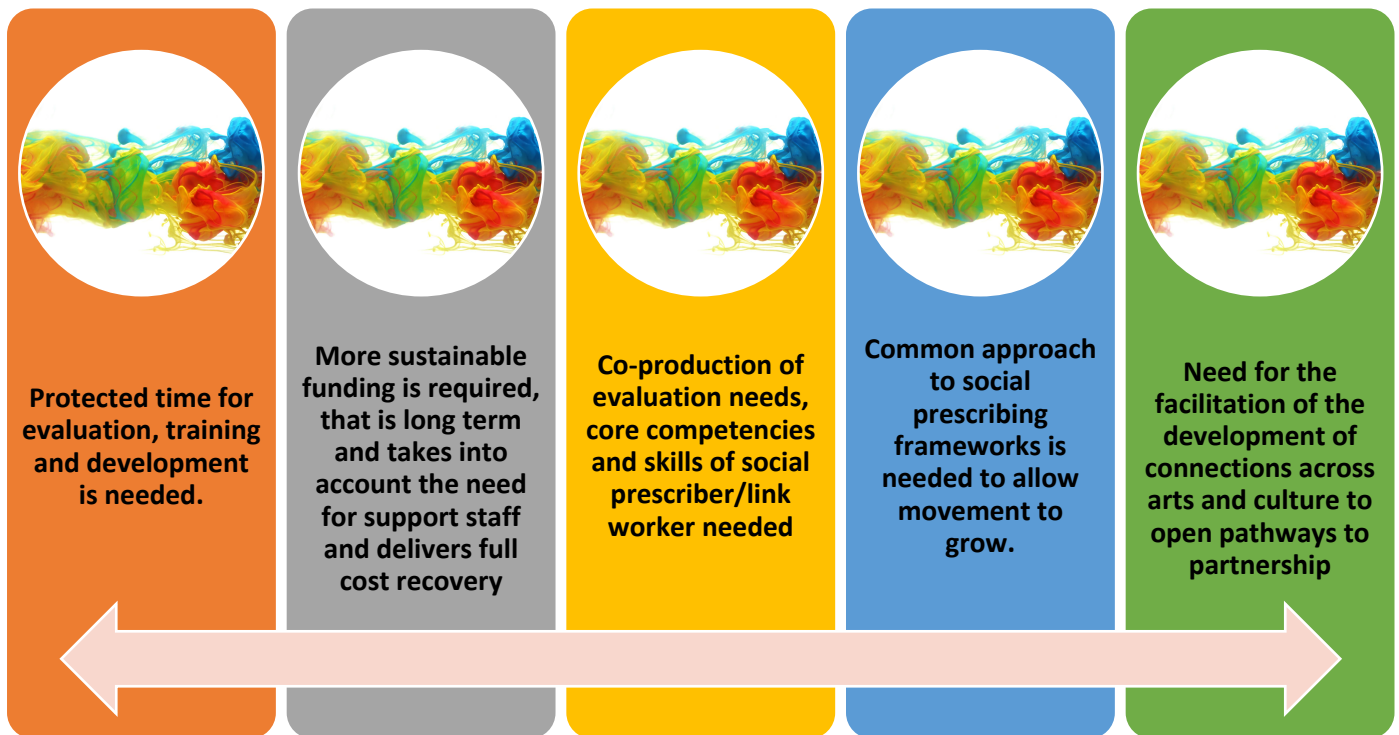 Protected time for
evaluation, training
and development
is needed.
More sustainable
funding is required,
that is long term
and takes into
account the need
for support staff
and delivers full
cost recovery
Co-production of
evaluation needs,
core competencies
and skills of social
prescriber/link
worker needed
Common approach
to social
prescribing
frameworks is
needed to allow
movement to
grow.
Need for the
facilitation of the
development of
connections across
arts and culture to
open pathways to
partnership